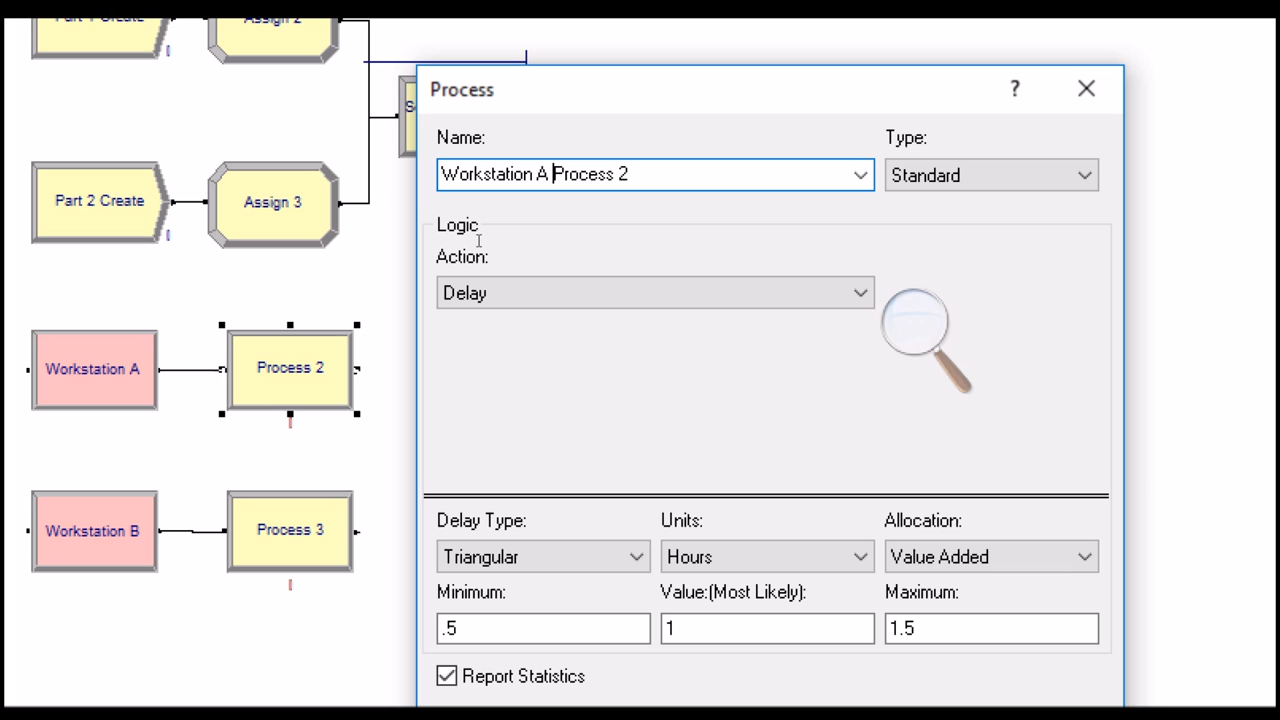 Part 1 Create
Assign 2
Part 2 Create
Assign 3
Workstation A
Process 2
Workstation B
Process 3
Process
?
Name:
Type:
Workstation A Process 2
Standard
Logic
Action:
Delay
Delay Type:
Units:
Allocation:
Triangular
Hours
Value Added
Minimum:
Value:(Most Likely):
Maximum:
.5
1
1.5
Report Statistics